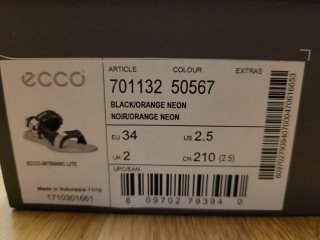 ecco
ARTICLE COLOUR EXTRAS
701132 50567
BLACK/ORANGE NEON
NOIR/ORANGE NEON
EU 34 US 2.5
UK 2 CN 210 (2.5)
ECCO INTRINSIC LITE
Made in Indonesia 11/16
1710301661
UPC/EAN
8 09702 79394 0